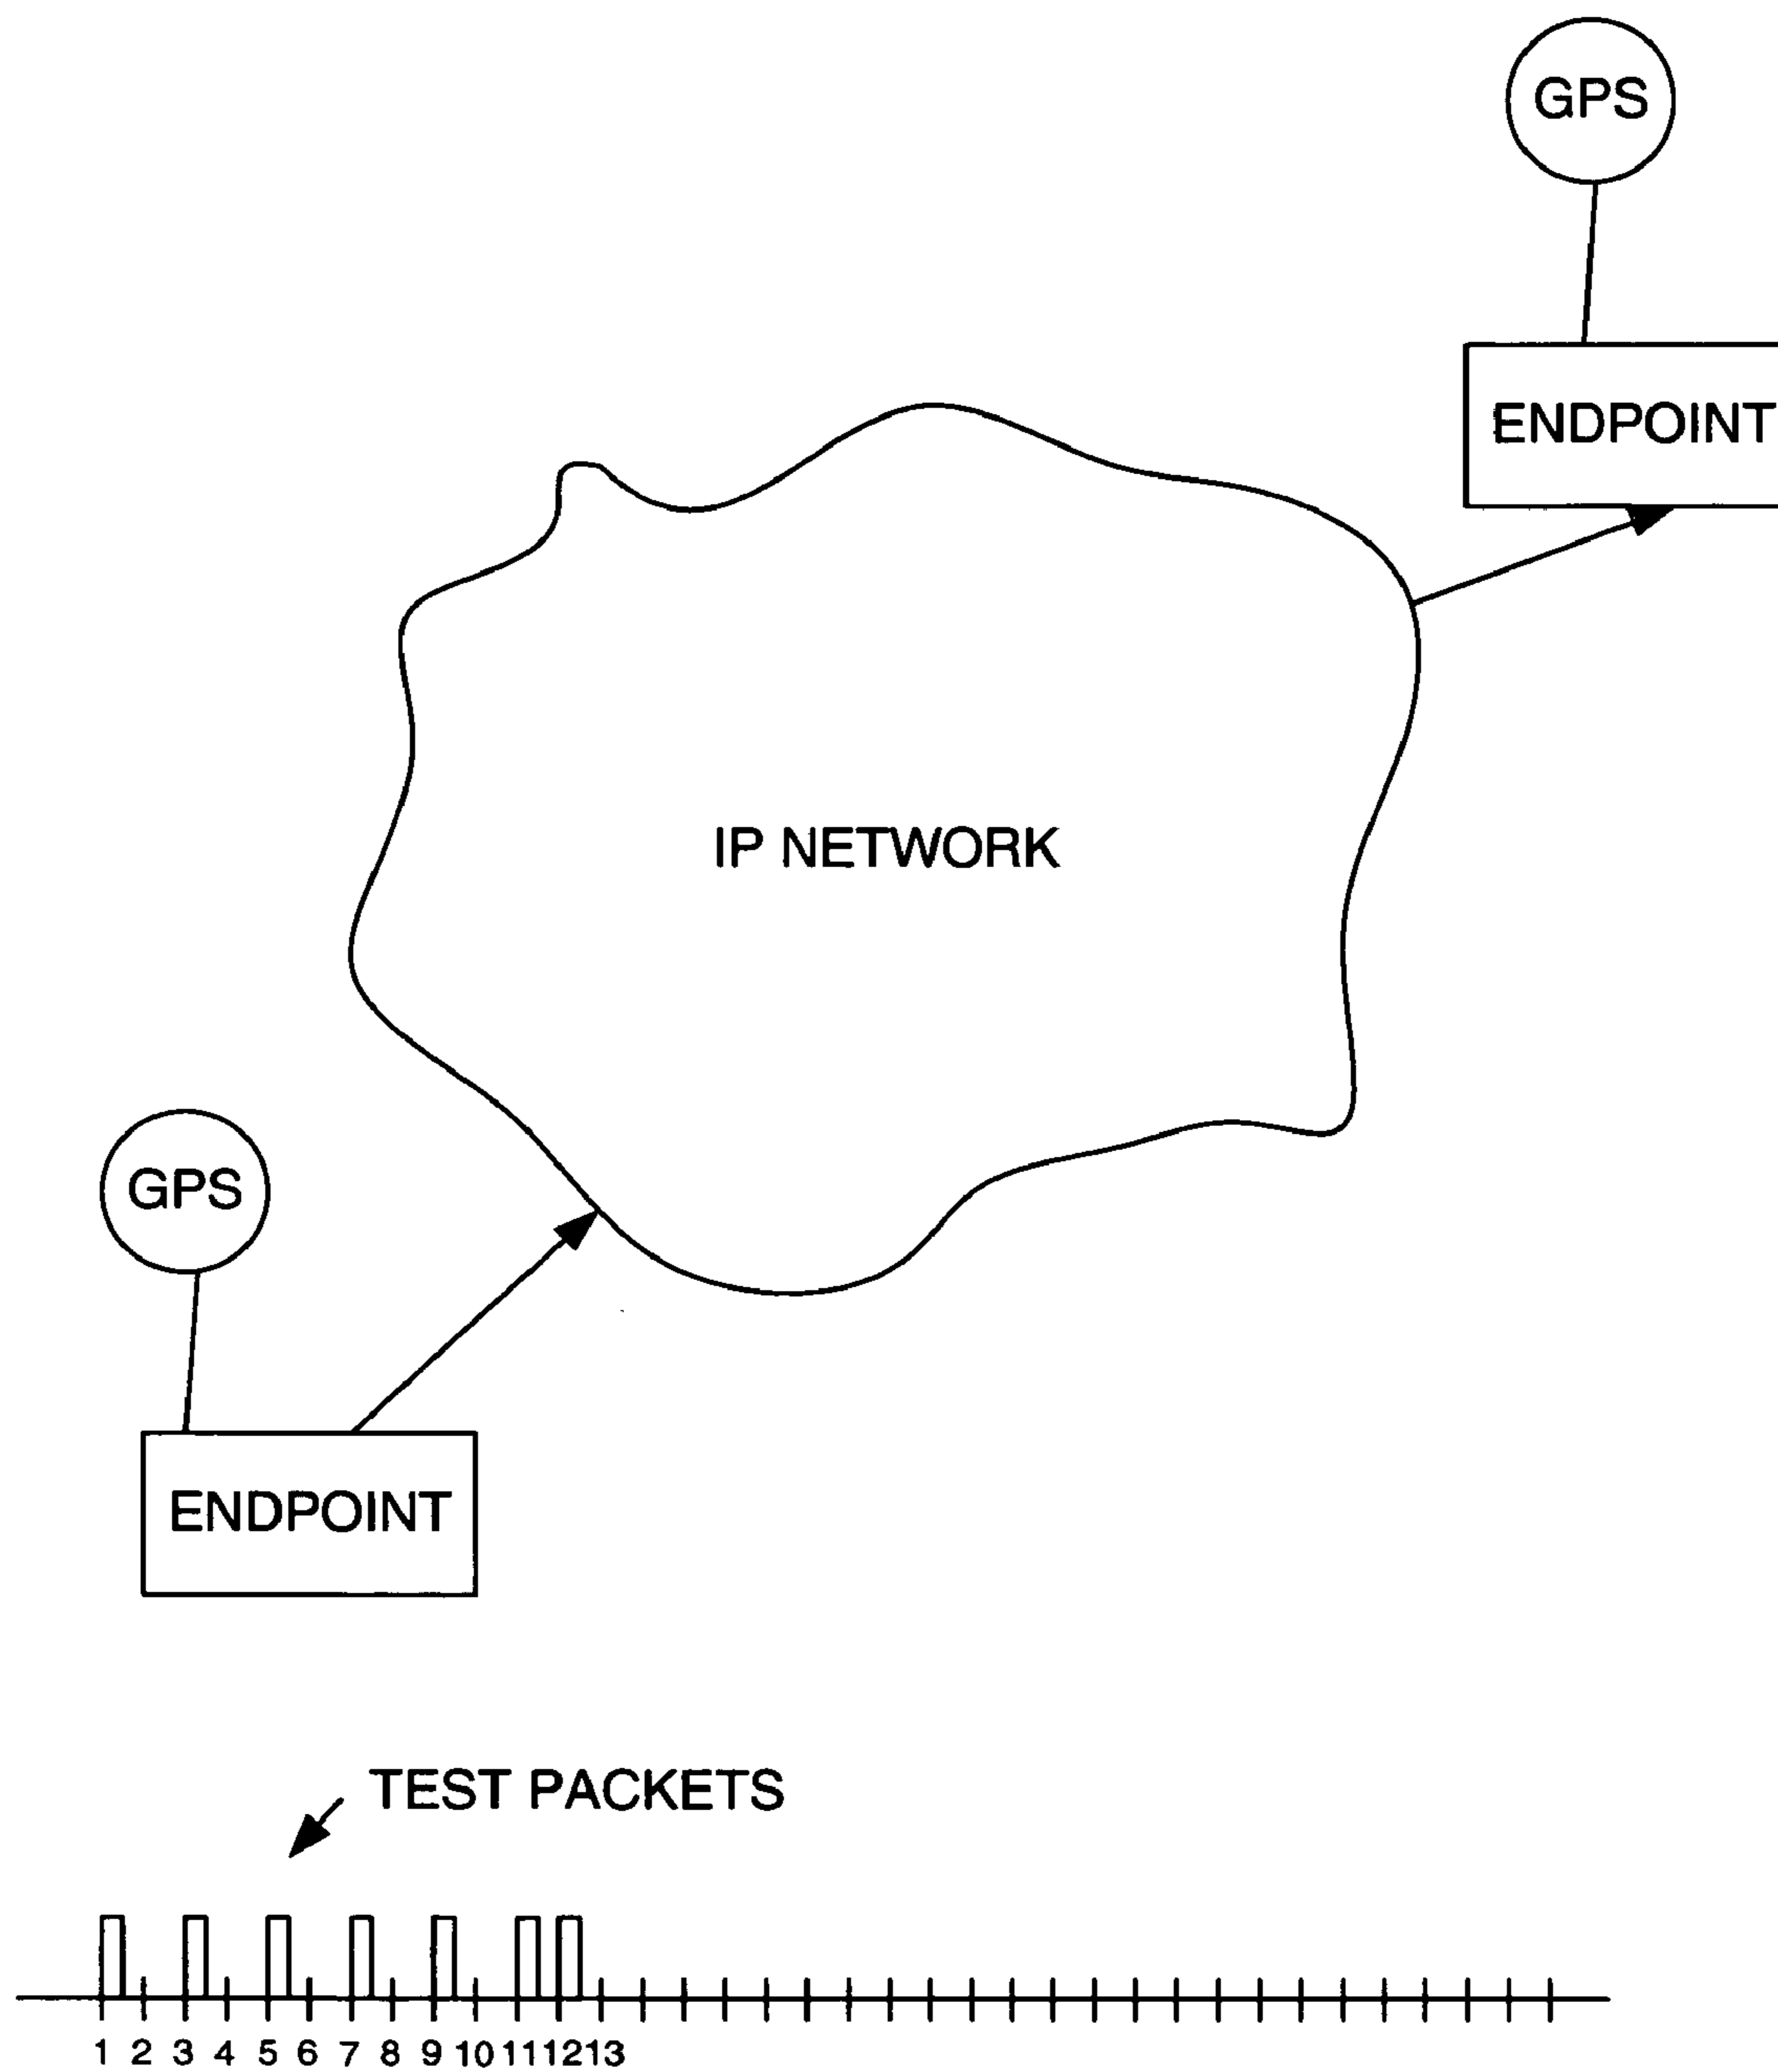 GPS
ENDPOINT
IP NETWORK
GPS
ENDPOINT
TEST PACKETS
1 2 3 4 5 6 7 8 9 10 11 12 13